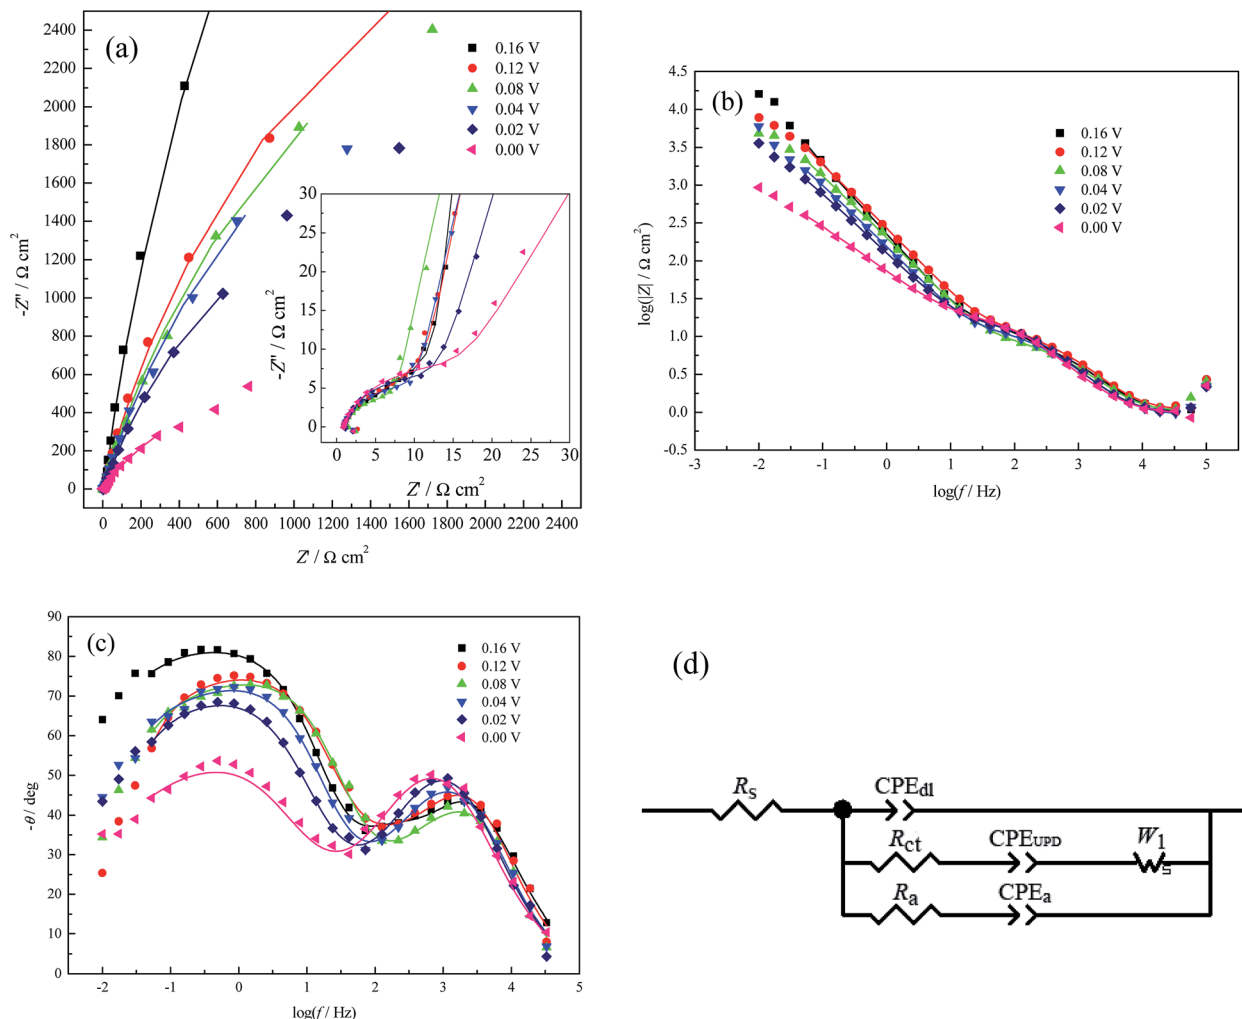 (a)
2400
2200
2000
1800
1600
1400
1200
1000
800
600
400
200
0
-Z'' / Ω cm²
0 200 400 600 800 1000 1200 1400 1600 1800 2000 2200 2400
Z' / Ω cm²
0.16 V
0.12 V
0.08 V
0.04 V
0.02 V
0.00 V
30
25
20
15
10
5
0
-Z'' / Ω cm²
0 5 10 15 20 25 30
Z' / Ω cm²
(b)
4.5
4.0
3.5
3.0
2.5
2.0
1.5
1.0
0.5
0.0
-0.5
log(|Z| / Ω cm²)
-3 -2 -1 0 1 2 3 4 5 6
log(f / Hz)
0.16 V
0.12 V
0.08 V
0.04 V
0.02 V
0.00 V
(c)
90
80
70
60
50
40
30
20
10
0
-θ / deg
-2 -1 0 1 2 3 4 5
log(f / Hz)
0.16 V
0.12 V
0.08 V
0.04 V
0.02 V
0.00 V
(d)
Rs CPEdl
Rct CPEUPD W1
s
Ra CPEa